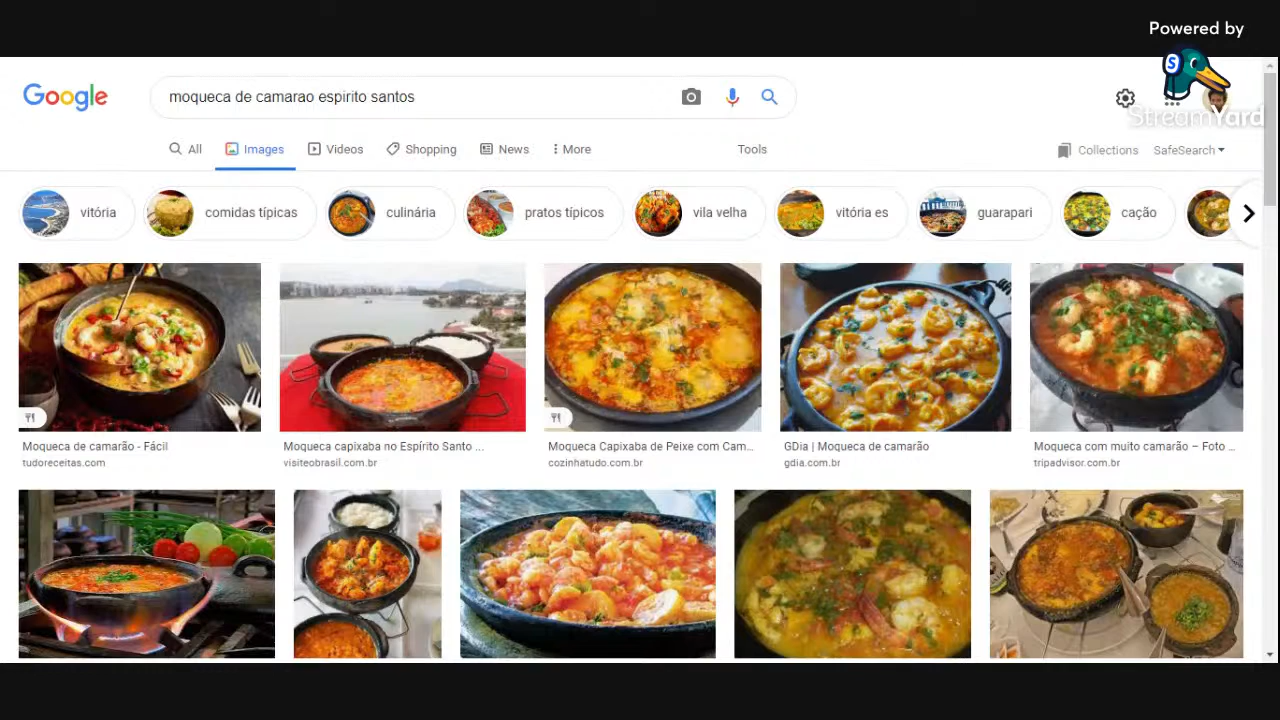 Powered by
StreamYard
Google
moqueca de camarao espirito santos
All
Images
Videos
Shopping
News
More
Tools
Collections
SafeSearch
vitória
comidas típicas
culinária
pratos típicos
vila velha
vitória es
guarapari
cação
Moqueca de camarão - Fácil
tudoreceitas.com
Moqueca capixaba no Espírito Santo ...
visiteobrasil.com.br
Moqueca Capixaba de Peixe com Cam...
cozinhatudo.com.br
GDia | Moqueca de camarão
gdia.com.br
Moqueca com muito camarão – Foto ...
tripadvisor.com.br